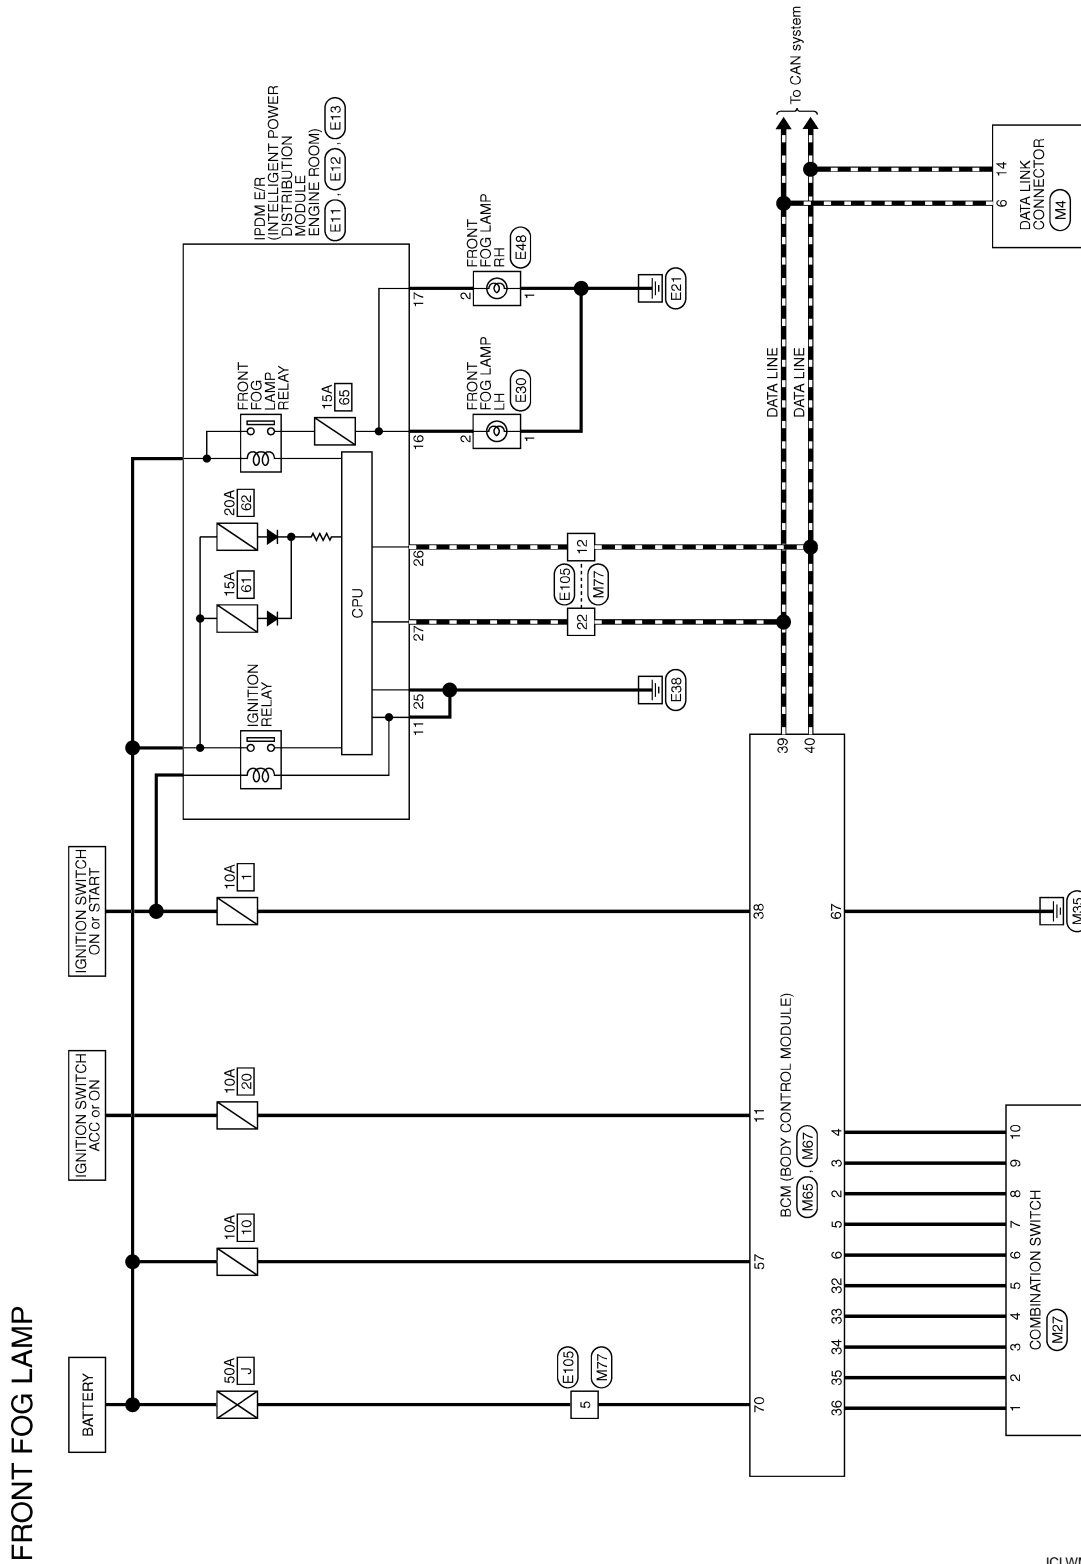 FRONT FOG LAMP
BATTERY
IGNITION SWITCH
ACC or ON
IGNITION SWITCH
ON or START
50A
J
10A
10
10A
20
10A
1
IPDM E/R
(INTELLIGENT POWER
DISTRIBUTION
MODULE
ENGINE ROOM)
E11 , E12 , E13
IGNITION
RELAY
15A
61
20A
62
FRONT
FOG
LAMP
RELAY
15A
65
CPU
11
25
27
26
16
17
FRONT
FOG LAMP
LH
E30
2
1
FRONT
FOG LAMP
RH
E48
2
1
E105
M77
5
E105
M77
22
12
E38
E21
DATA LINE
DATA LINE
To CAN system
70
57
11
38
39
40
BCM (BODY CONTROL MODULE)
M65 , M67
36
35
34
33
32
6
5
2
3
4
67
1
2
3
4
5
6
7
8
9
10
COMBINATION SWITCH
M27
M35
6
14
DATA LINK
CONNECTOR
M4